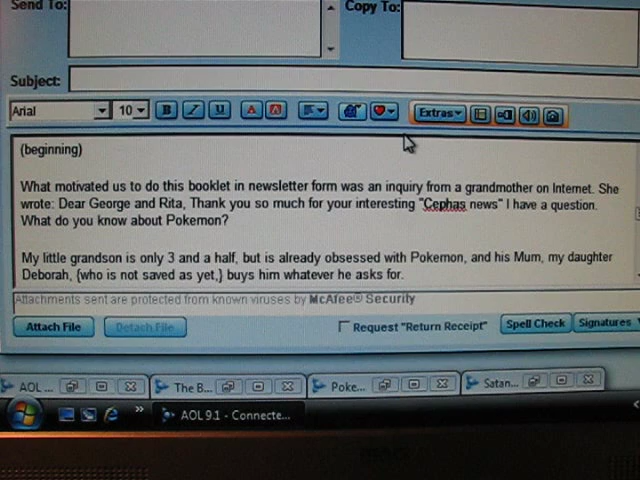 Send To:
Copy To:
Subject:
Arial 10 B I U A A Extras
(beginning)
What motivated us to do this booklet in newsletter form was an inquiry from a grandmother on Internet. She
wrote: Dear George and Rita, Thank you so much for your interesting "Cephas news" I have a question.
What do you know about Pokemon?
My little grandson is only 3 and a half, but is already obsessed with Pokemon, and his Mum, my daughter
Deborah, {who is not saved as yet,} buys him whatever he asks for.
Attachments sent are protected from known viruses by McAfee® Security
Attach File Detach File Request "Return Receipt" Spell Check Signatures
AOL ... The B... Poke... Satan...
» AOL 9.1 - Connecte...